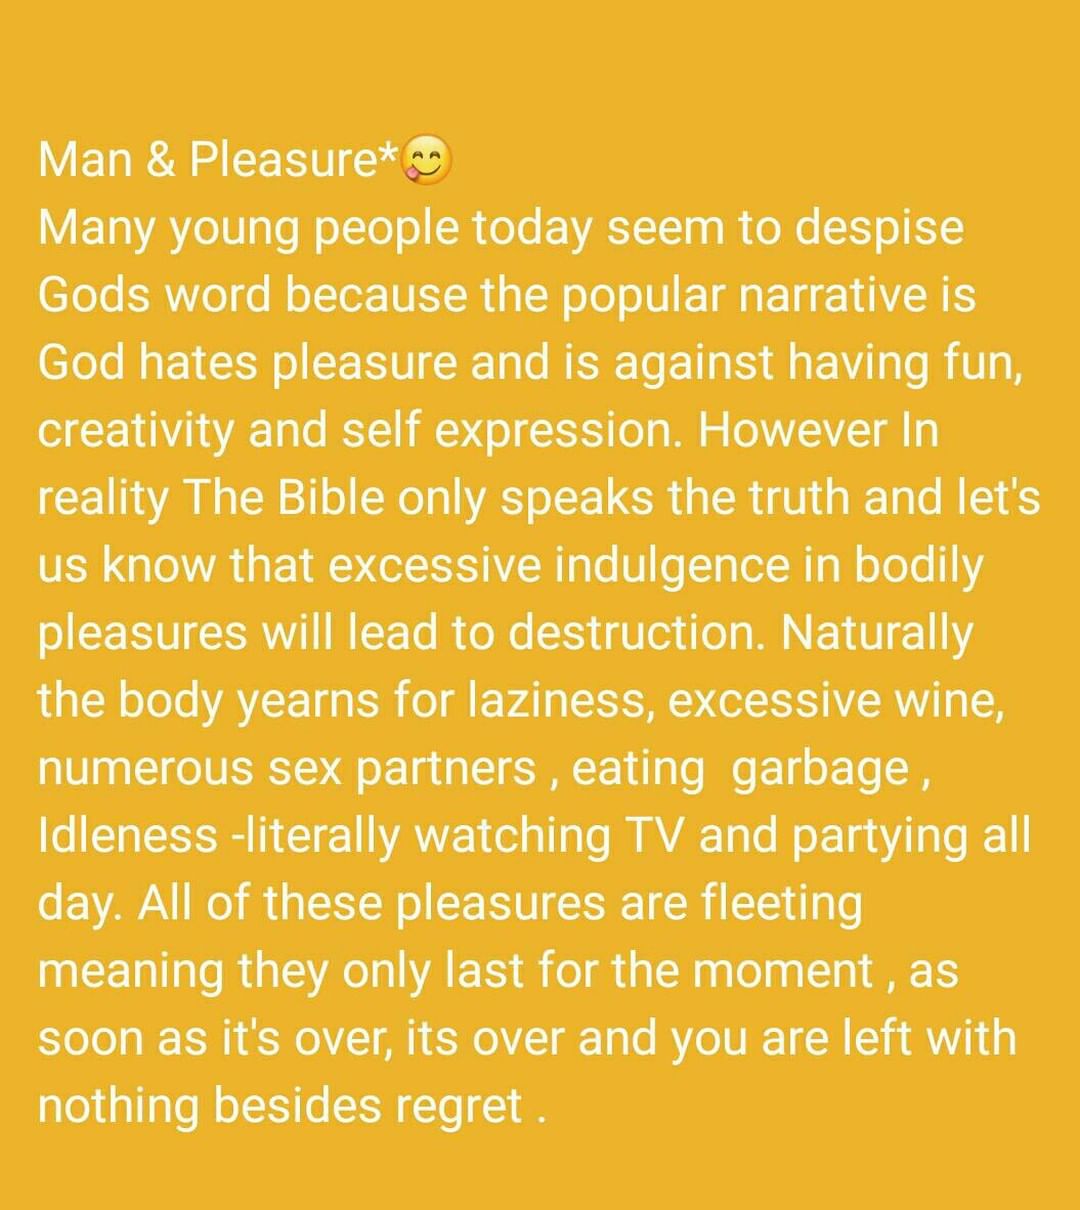 Man & Pleasure*😋
Many young people today seem to despise
Gods word because the popular narrative is
God hates pleasure and is against having fun,
creativity and self expression. However In
reality The Bible only speaks the truth and let's
us know that excessive indulgence in bodily
pleasures will lead to destruction. Naturally
the body yearns for laziness, excessive wine,
numerous sex partners , eating  garbage ,
Idleness -literally watching TV and partying all
day. All of these pleasures are fleeting
meaning they only last for the moment , as
soon as it's over, its over and you are left with
nothing besides regret .